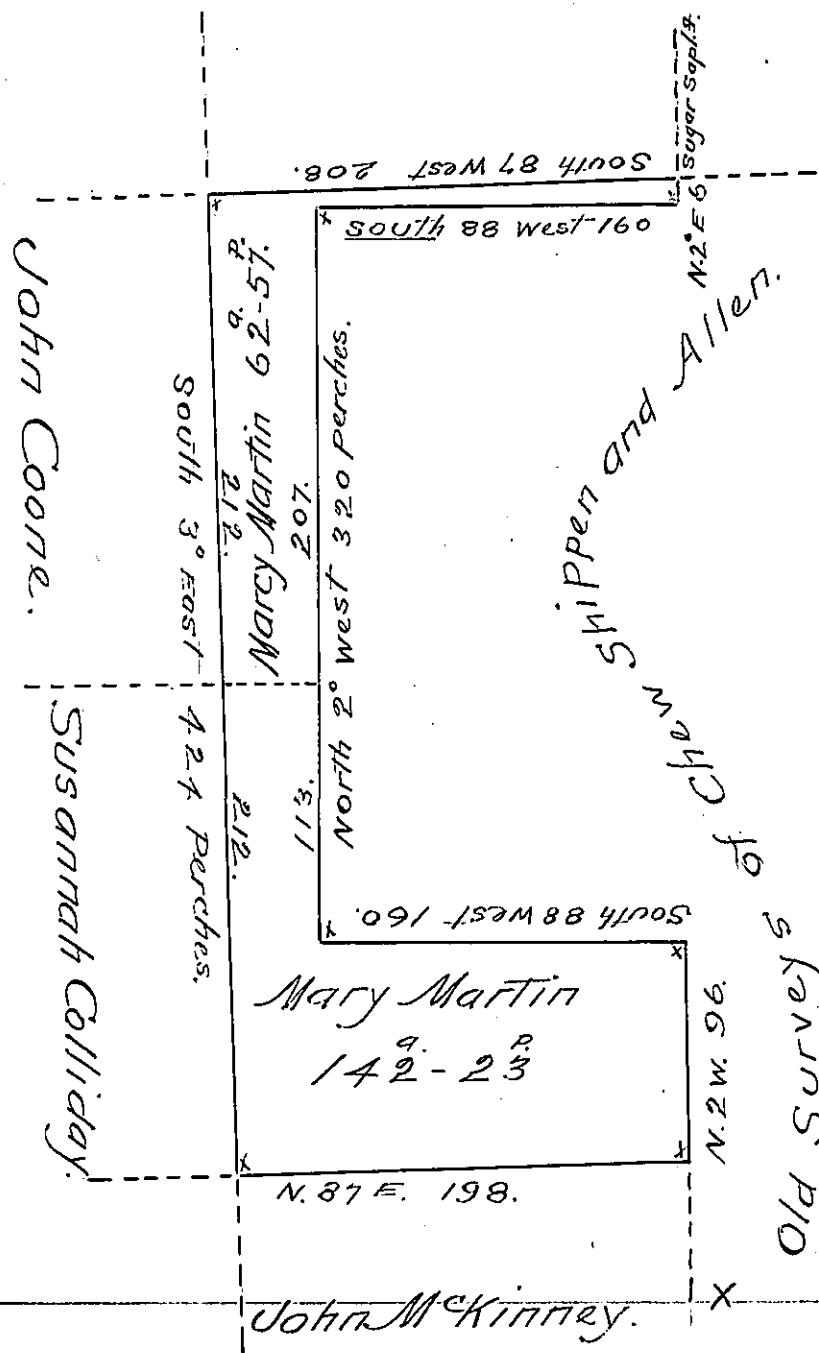 Sugar Sapl.g.
South 87 West 208.
N. 2° E 6
South 88 West 160
John Coone.
South 3° East 424 Perches.
212.
212.
a. p.
Marcy Martin 62-57.
207.
113.
North 2° West 320 Perches.
Old Surveys of Chew Shippen and Allen.
Susannah Colliday.
South 88 West 160.
Mary Martin
a. p.
142-23
N. 2 W. 96.
N. 87 E. 198.
John McKinney.
X